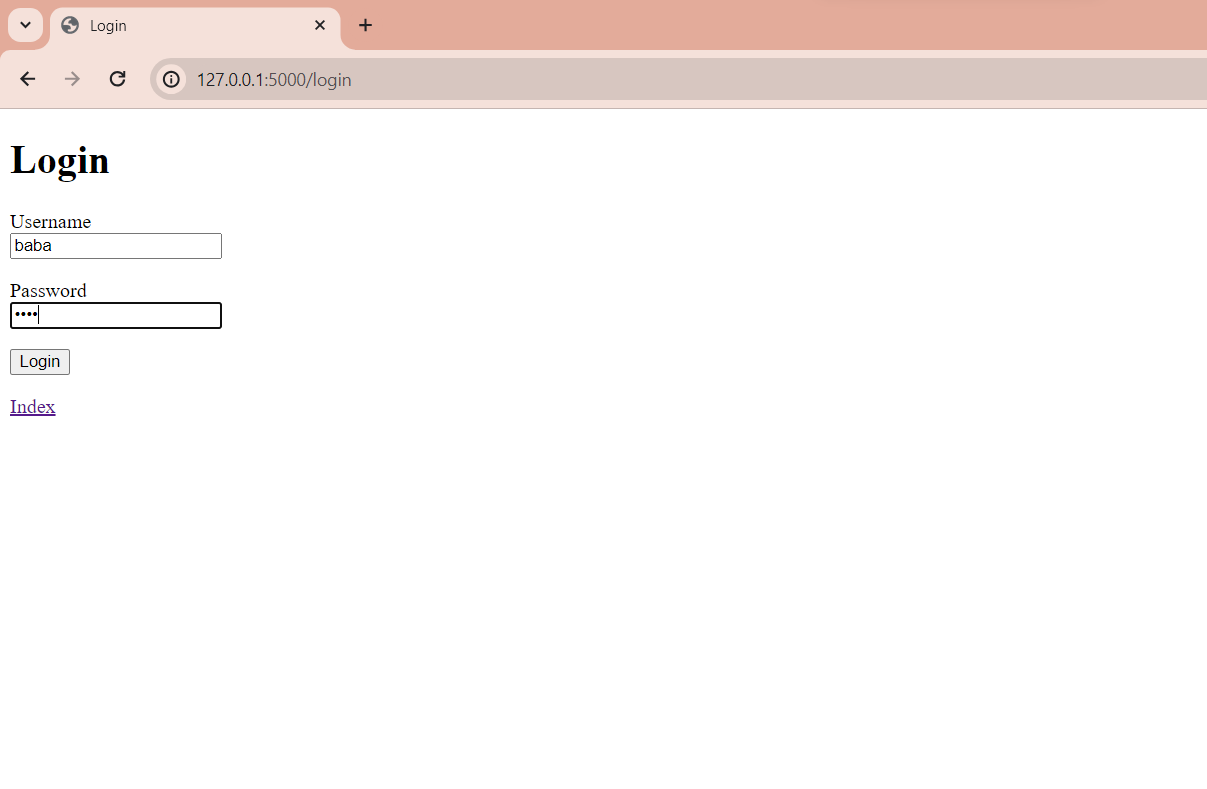 Login
127.0.0.1:5000/login
Login
Username
baba
Password
••••
Login
Index